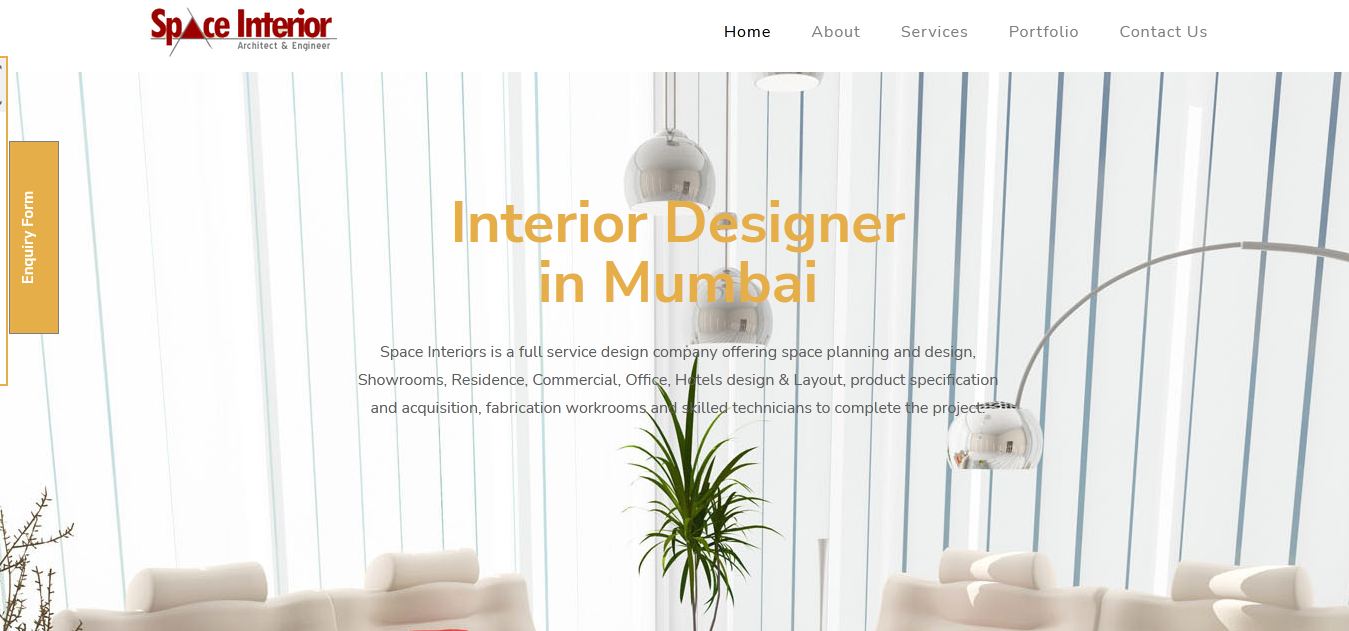 Space Interior
Architect & Engineer
Home About Services Portfolio Contact Us
Enquiry Form
Interior Designer
in Mumbai
Space Interiors is a full service design company offering space planning and design,
Showrooms, Residence, Commercial, Office, Hotels design & Layout, product specification
and acquisition, fabrication workrooms and skilled technicians to complete the project.